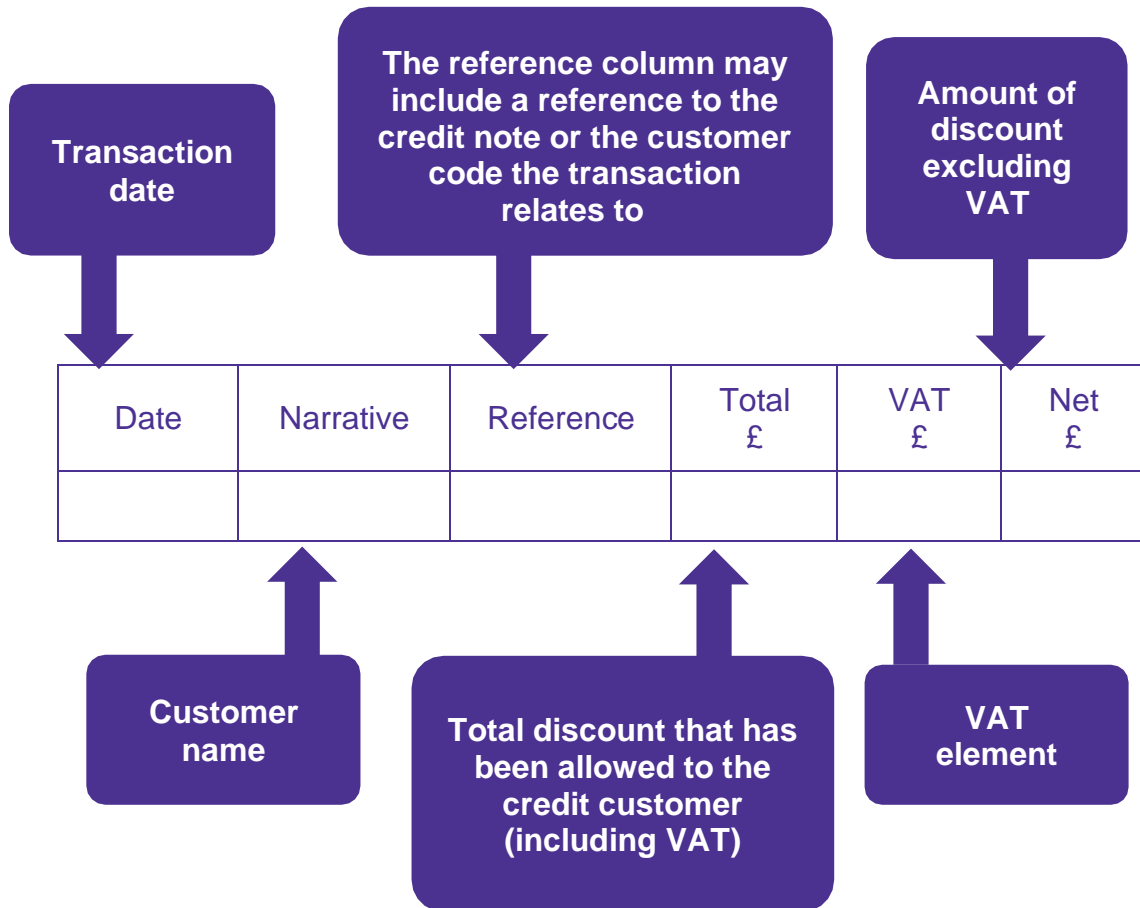 Transaction
date
The reference column may
include a reference to the
credit note or the customer
code the transaction
relates to
Amount of
discount
excluding
VAT
Date
Narrative
Reference
Total
£
VAT
£
Net
£
Customer
name
Total discount that has
been allowed to the
credit customer
(including VAT)
VAT
element